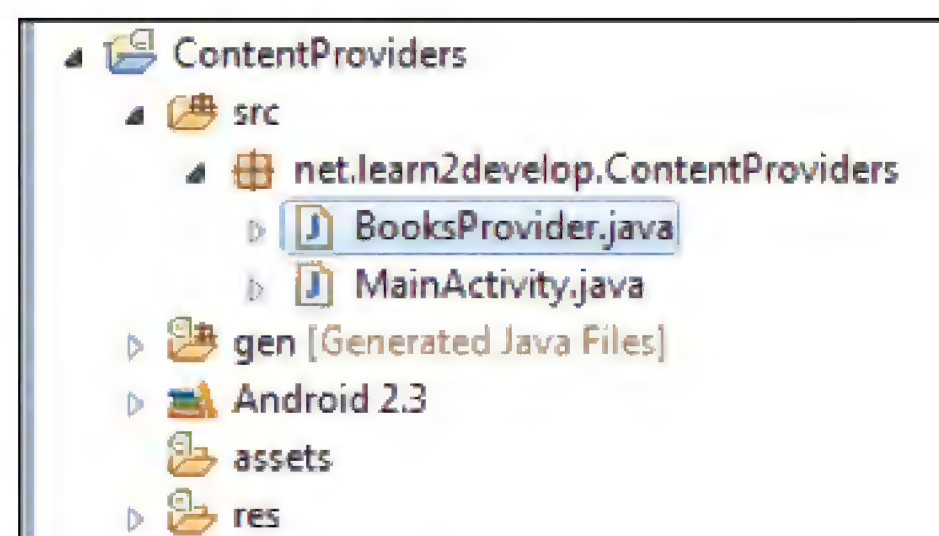 ContentProviders
src
net.learn2develop.ContentProviders
BooksProvider.java
MainActivity.java
gen [Generated Java Files]
Android 2.3
assets
res